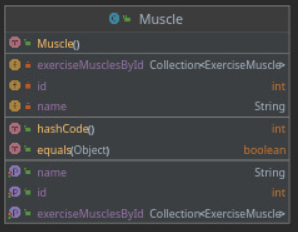 Muscle
Muscle()
exerciseMusclesById Collection<ExerciseMuscle>
id int
name String
hashCode() int
equals(Object) boolean
name String
id int
exerciseMusclesById Collection<ExerciseMuscle>